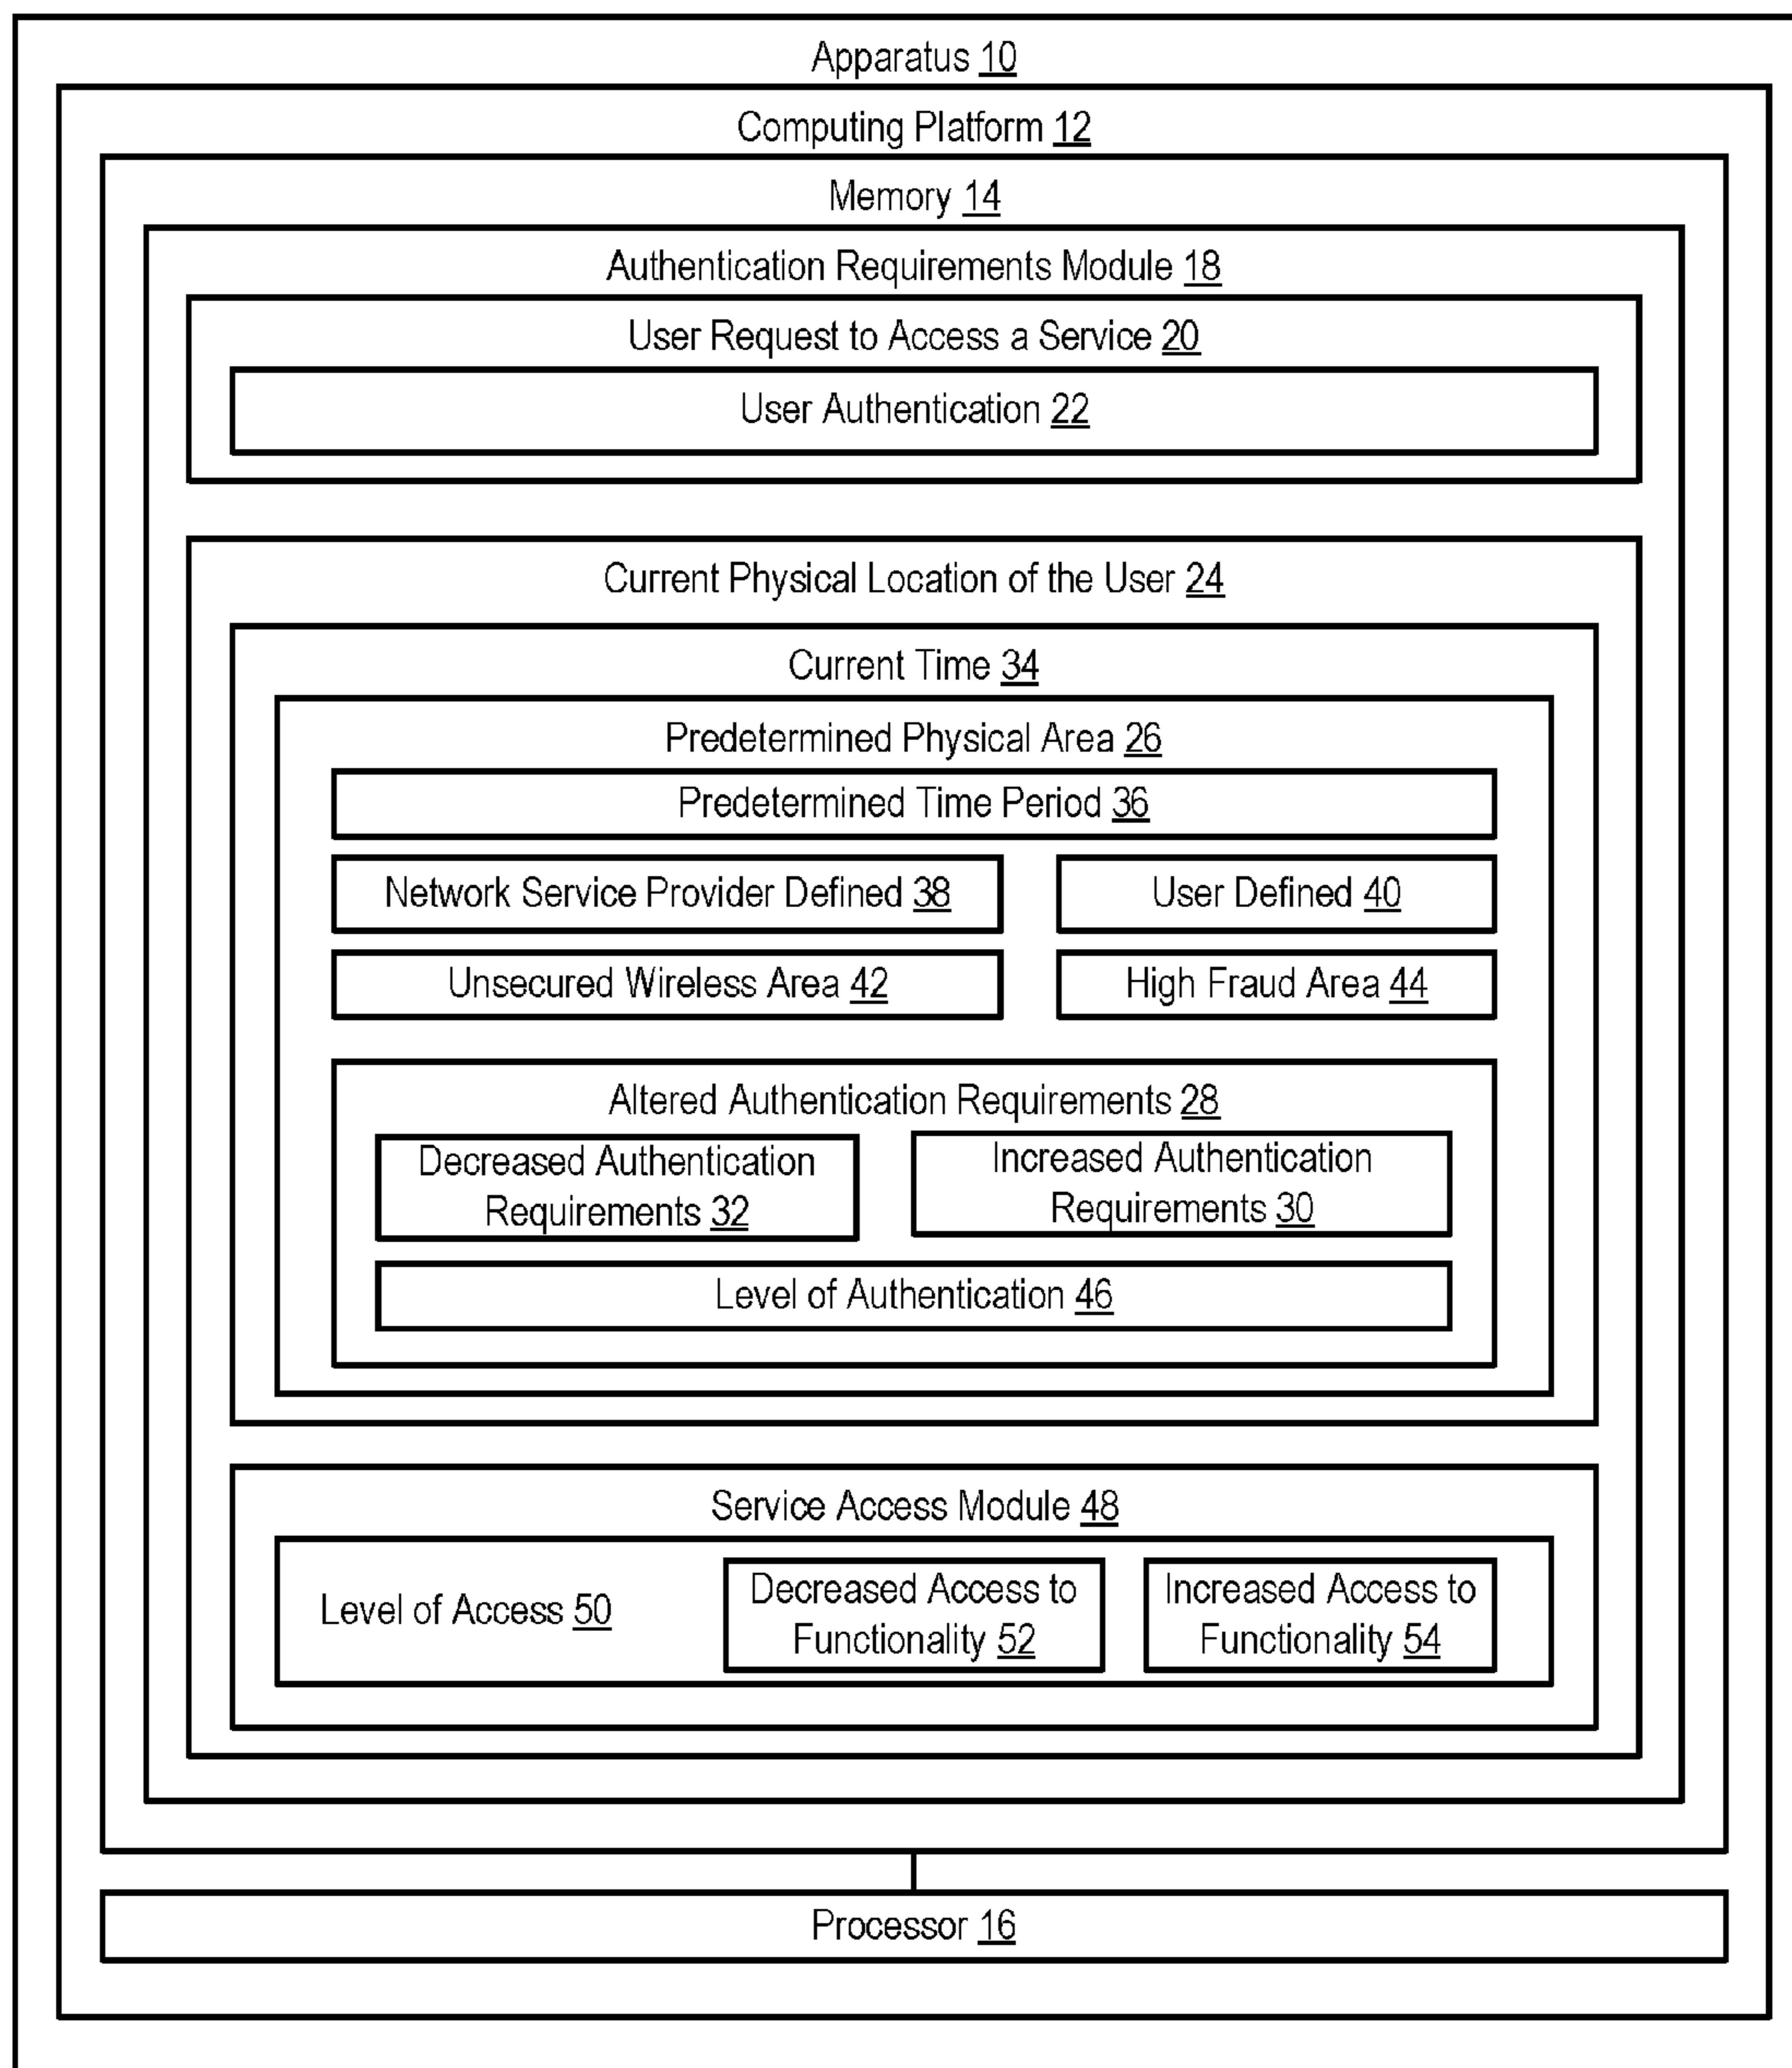 Apparatus 10
Computing Platform 12
Memory 14
Authentication Requirements Module 18
User Request to Access a Service 20
User Authentication 22
Current Physical Location of the User 24
Current Time 34
Predetermined Physical Area 26
Predetermined Time Period 36
Network Service Provider Defined 38
User Defined 40
Unsecured Wireless Area 42
High Fraud Area 44
Altered Authentication Requirements 28
Decreased Authentication
Requirements 32
Increased Authentication
Requirements 30
Level of Authentication 46
Service Access Module 48
Level of Access 50
Decreased Access to
Functionality 52
Increased Access to
Functionality 54
Processor 16